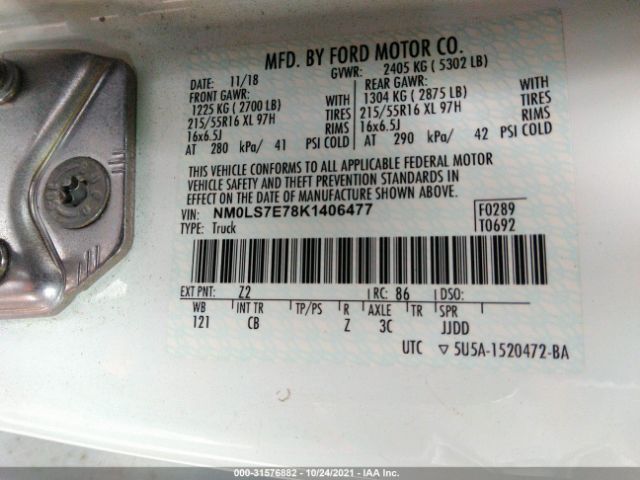 MFD. BY FORD MOTOR CO.
DATE: 11/18 GVWR: 2405 KG ( 5302 LB)
FRONT GAWR: REAR GAWR:
1225 KG ( 2700 LB) WITH 1304 KG ( 2875 LB) WITH
215/55R16 XL 97H TIRES 215/55R16 XL 97H TIRES
16x6.5J RIMS 16x6.5J RIMS
AT 280 kPa/ 41 PSI COLD AT 290 kPa/ 42 PSI COLD
THIS VEHICLE CONFORMS TO ALL APPLICABLE FEDERAL MOTOR
VEHICLE SAFETY AND THEFT PREVENTION STANDARDS IN
EFFECT ON THE DATE OF MANUFACTURE SHOWN ABOVE.
VIN: NM0LS7E78K1406477 F0289
TYPE: Truck T0692
EXT PNT: Z2 RC: 86 DSO:
WB INT TR TP/PS R AXLE TR SPR
121 CB Z 3C JJDD
UTC ▽ 5U5A-1520472-BA
000-31576882 - 10/24/2021 - IAA Inc.